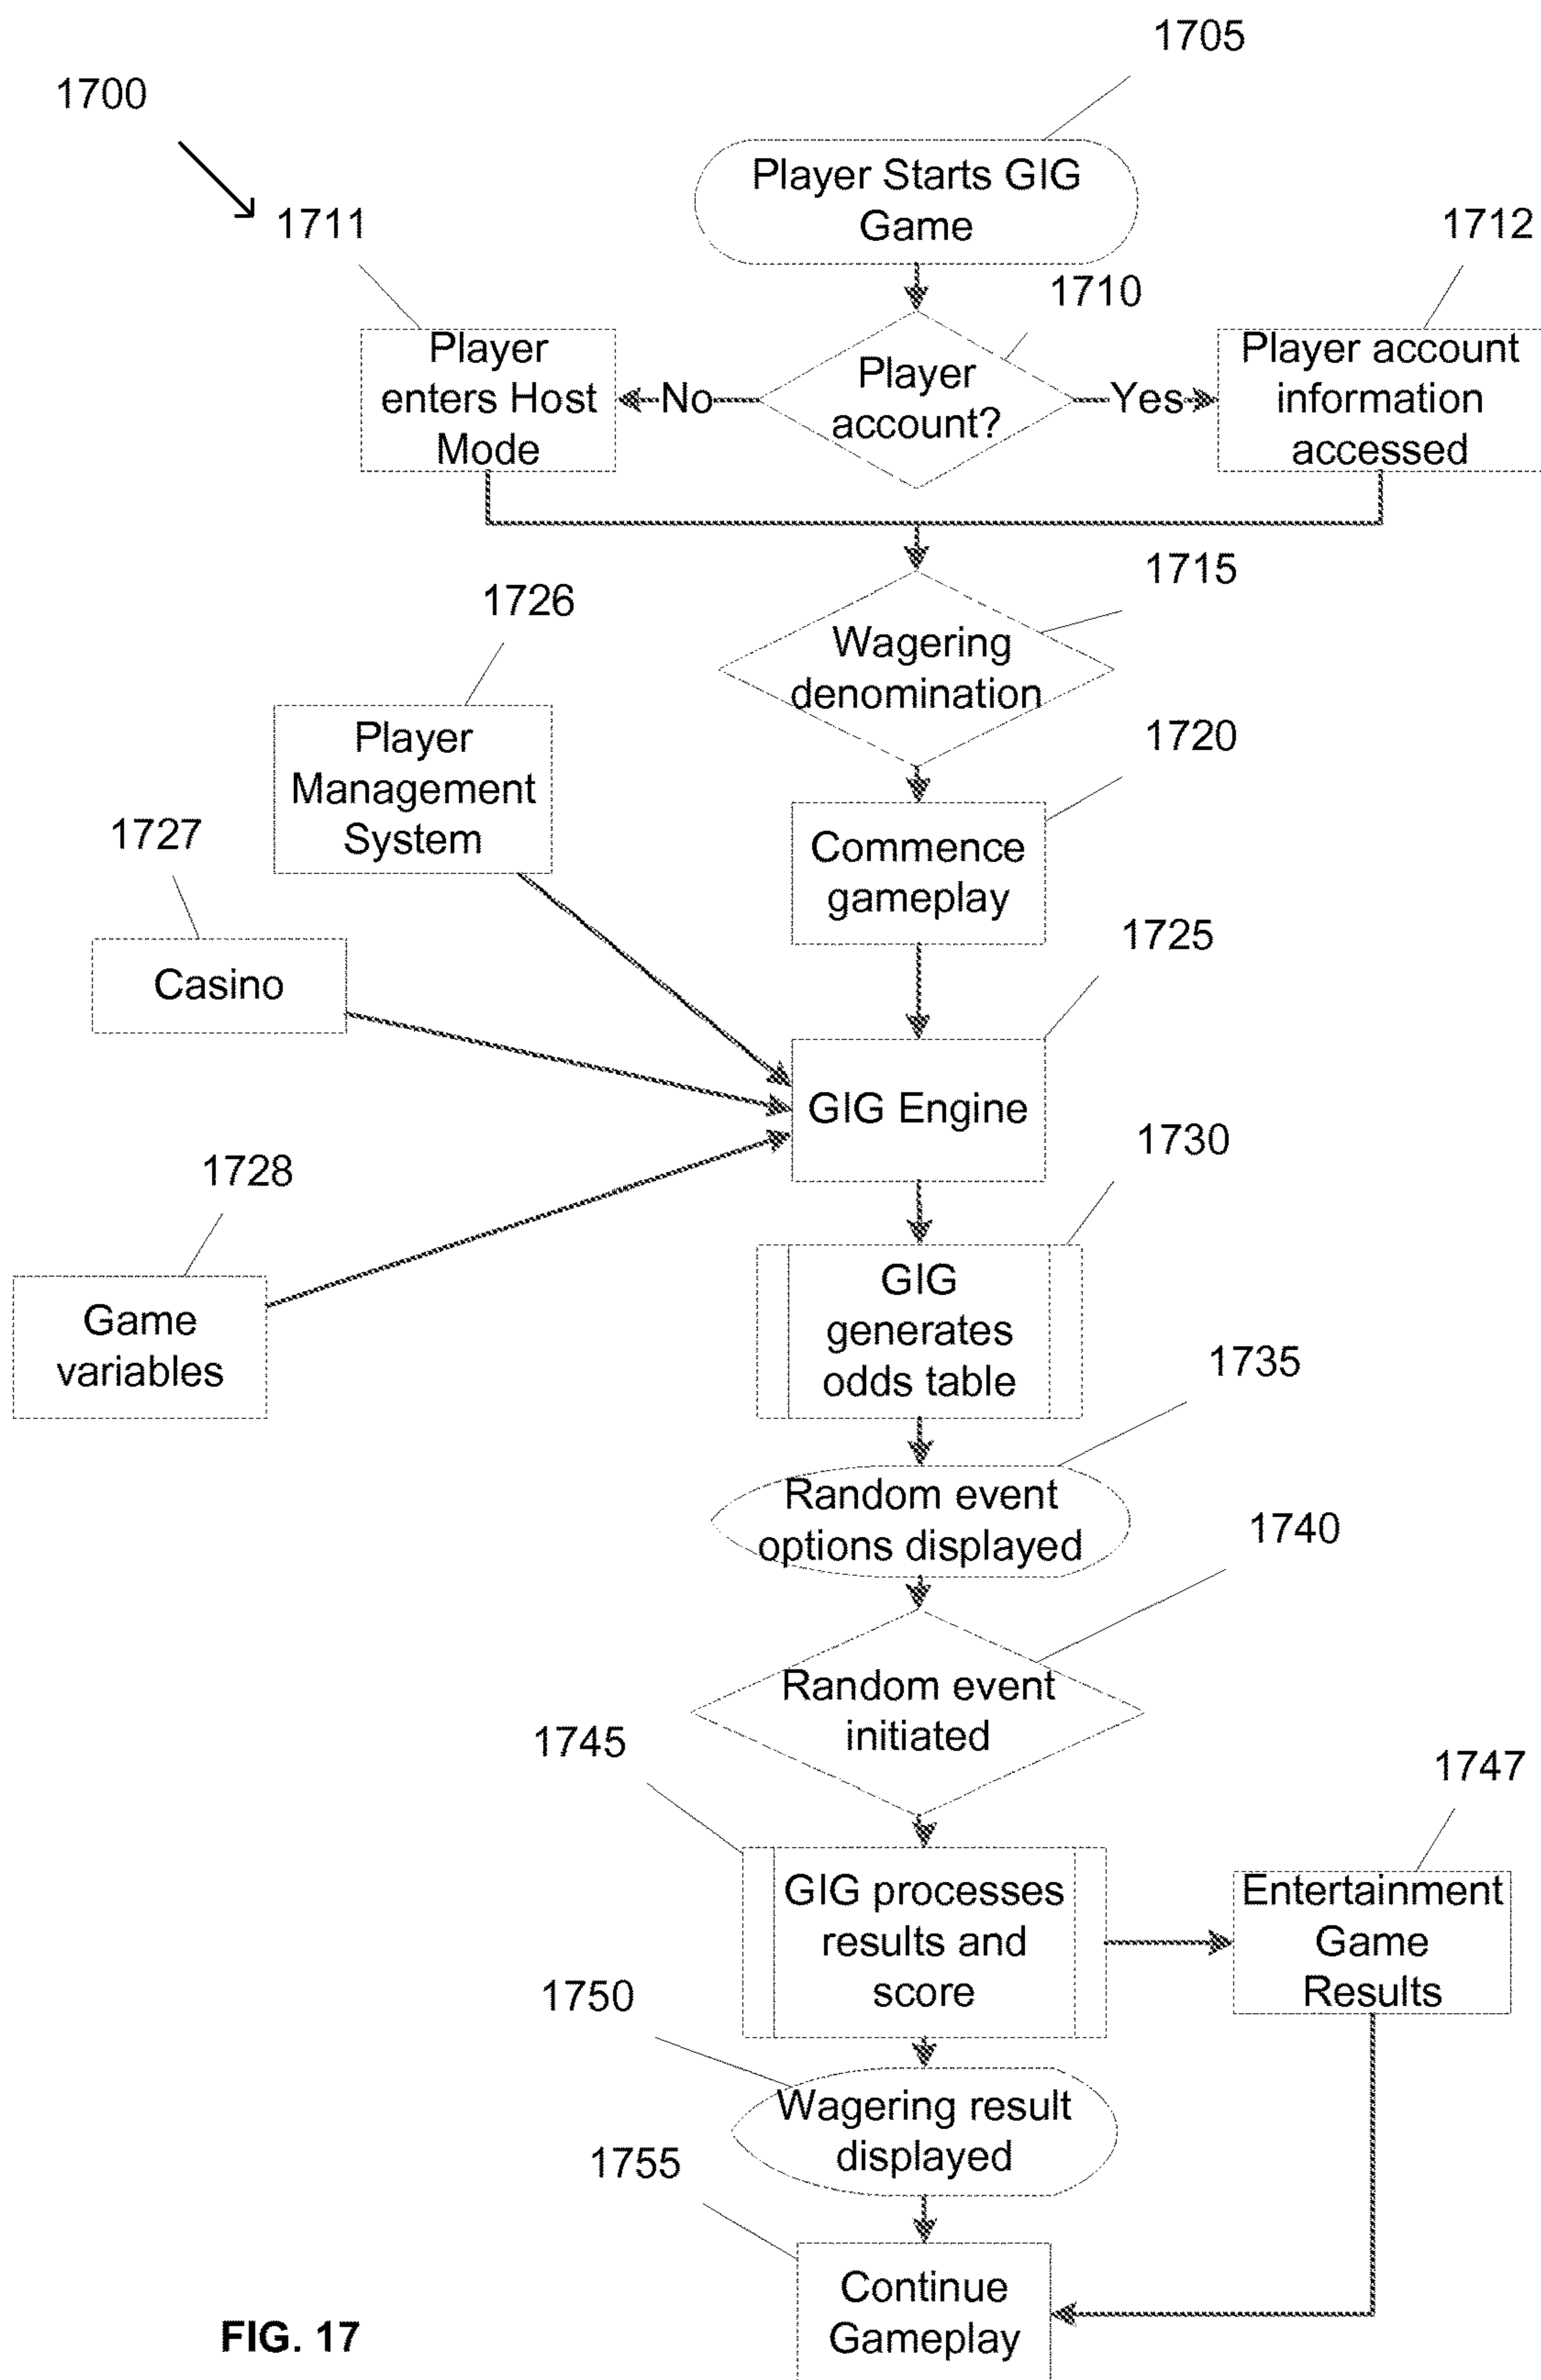 1705
1700
Player Starts GIG
Game
1711
1712
1710
Player
enters Host
Mode
No
Player
account?
Yes
Player account
information
accessed
1715
1726
Wagering
denomination
Player
Management
System
1720
1727
Commence
gameplay
1725
Casino
GIG Engine
1730
1728
GIG
generates
odds table
Game
variables
1735
Random event
options displayed
1740
Random event
initiated
1745
1747
GIG processes
results and
score
Entertainment
Game
Results
1750
Wagering result
displayed
1755
Continue
Gameplay
FIG. 17